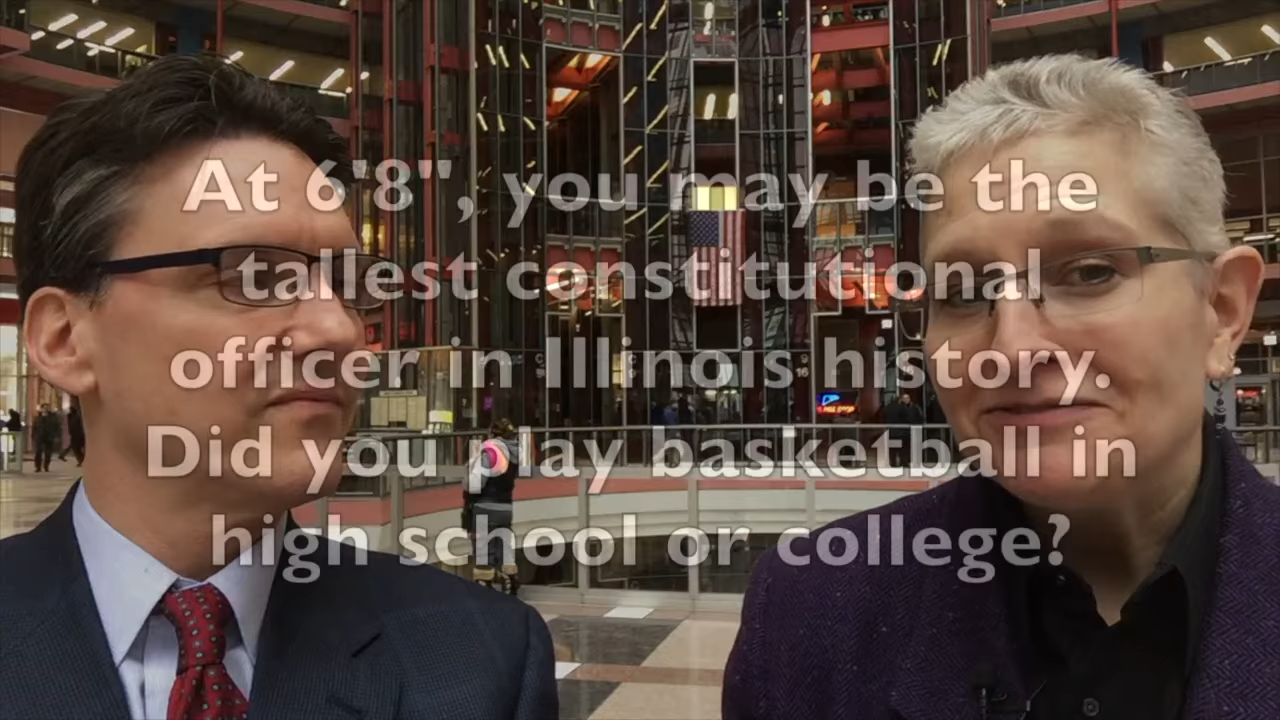 At 6'8", you may be the
tallest constitutional
officer in Illinois history.
Did you play basketball in
high school or college?